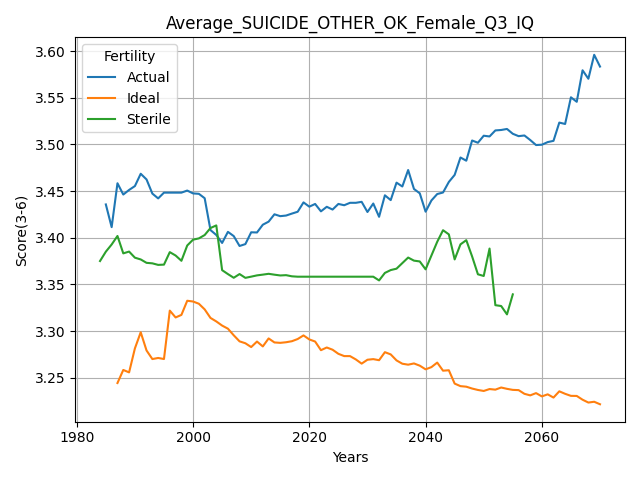 Average_SUICIDE_OTHER_OK_Female_Q3_IQ
Fertility
Actual
Ideal
Sterile
Score(3-6)
3.60
3.55
3.50
3.45
3.40
3.35
3.30
3.25
1980
2000
2020
2040
2060
Years